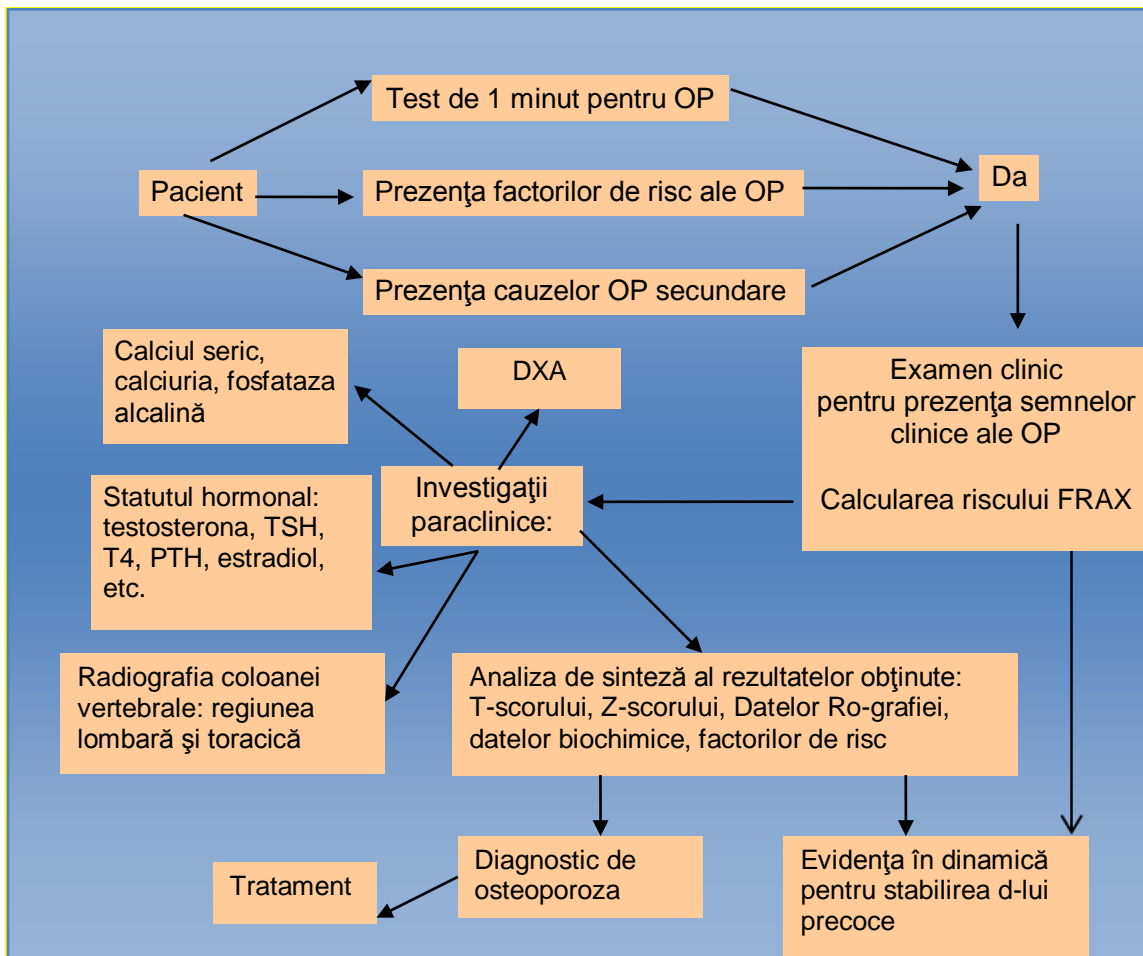 Test de 1 minut pentru OP
Pacient
Prezenţa factorilor de risc ale OP
Da
Prezenţa cauzelor OP secundare
Calciul seric,
calciuria, fosfataza
alcalină
DXA
Examen clinic
pentru prezenţa semnelor
clinice ale OP
Calcularea riscului FRAX
Investigaţii
paraclinice:
Statutul hormonal:
testosterona, TSH,
T4, PTH, estradiol,
etc.
Radiografia coloanei
vertebrale: regiunea
lombară şi toracică
Analiza de sinteză al rezultatelor obţinute:
T-scorului, Z-scorului, Datelor Ro-grafiei,
datelor biochimice, factorilor de risc
Tratament
Diagnostic de
osteoporoza
Evidenţa în dinamică
pentru stabilirea d-lui
precoce